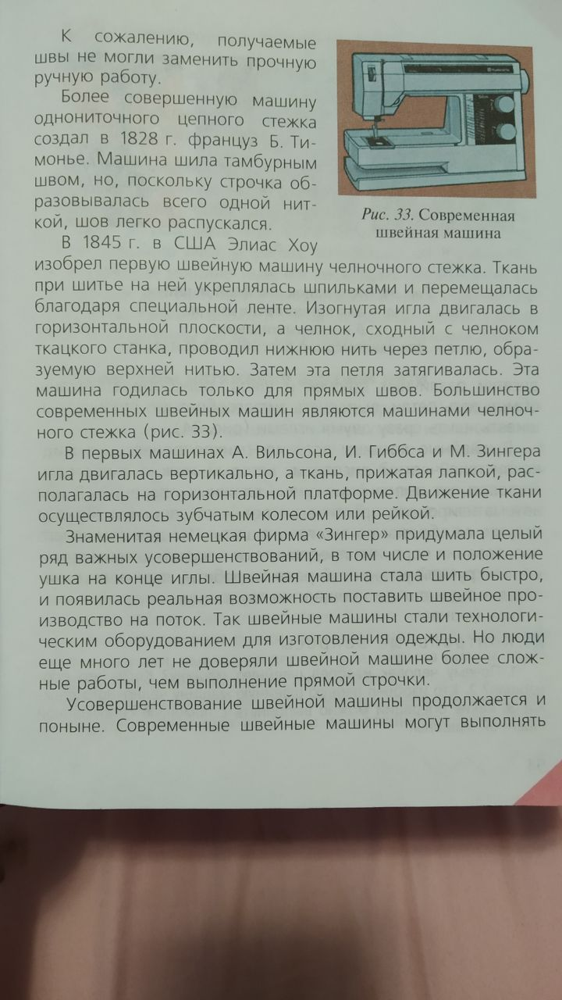 К сожалению, получаемые
швы не могли заменить прочную
ручную работу.
Более совершенную машину
однониточного цепного стежка
создал в 1828 г. француз Б. Ти-
монье. Машина шила тамбурным
швом, но, поскольку строчка об-
разовывалась всего одной нит-
кой, шов легко распускался.
Рис. 33. Современная
швейная машина
В 1845 г. в США Элиас Хоу
изобрел первую швейную машину челночного стежка. Ткань
при шитье на ней укреплялась шпильками и перемещалась
благодаря специальной ленте. Изогнутая игла двигалась в
горизонтальной плоскости, а челнок, сходный с челноком
ткацкого станка, проводил нижнюю нить через петлю, обра-
зуемую верхней нитью. Затем эта петля затягивалась. Эта
машина годилась только для прямых швов. Большинство
современных швейных машин являются машинами челноч-
ного стежка (рис. 33).
В первых машинах А. Вильсона, И. Гиббса и М. Зингера
игла двигалась вертикально, а ткань, прижатая лапкой, рас-
полагалась на горизонтальной платформе. Движение ткани
осуществлялось зубчатым колесом или рейкой.
Знаменитая немецкая фирма «Зингер» придумала целый
ряд важных усовершенствований, в том числе и положение
ушка на конце иглы. Швейная машина стала шить быстро,
и появилась реальная возможность поставить швейное про-
изводство на поток. Так швейные машины стали технологи-
ческим оборудованием для изготовления одежды. Но люди
еще много лет не доверяли швейной машине более слож-
ные работы, чем выполнение прямой строчки.
Усовершенствование швейной машины продолжается и
поныне. Современные швейные машины могут выполнять